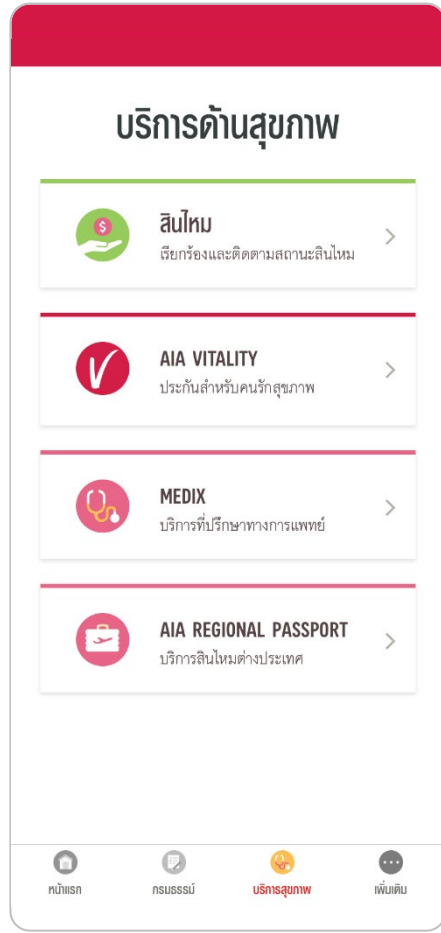 บริการด้านสุขภาพ
$
สินไหม
เรียกร้องและติดตามสถานะสินไหม
AIA VITALITY
ประกันสำหรับคนรักสุขภาพ
MEDIX
บริการที่ปรึกษาทางการแพทย์
AIA REGIONAL PASSPORT
บริการสินไหมต่างประเทศ
หน้าแรก
กรมธรรม์
บริการสุขภาพ
เพิ่มเติม